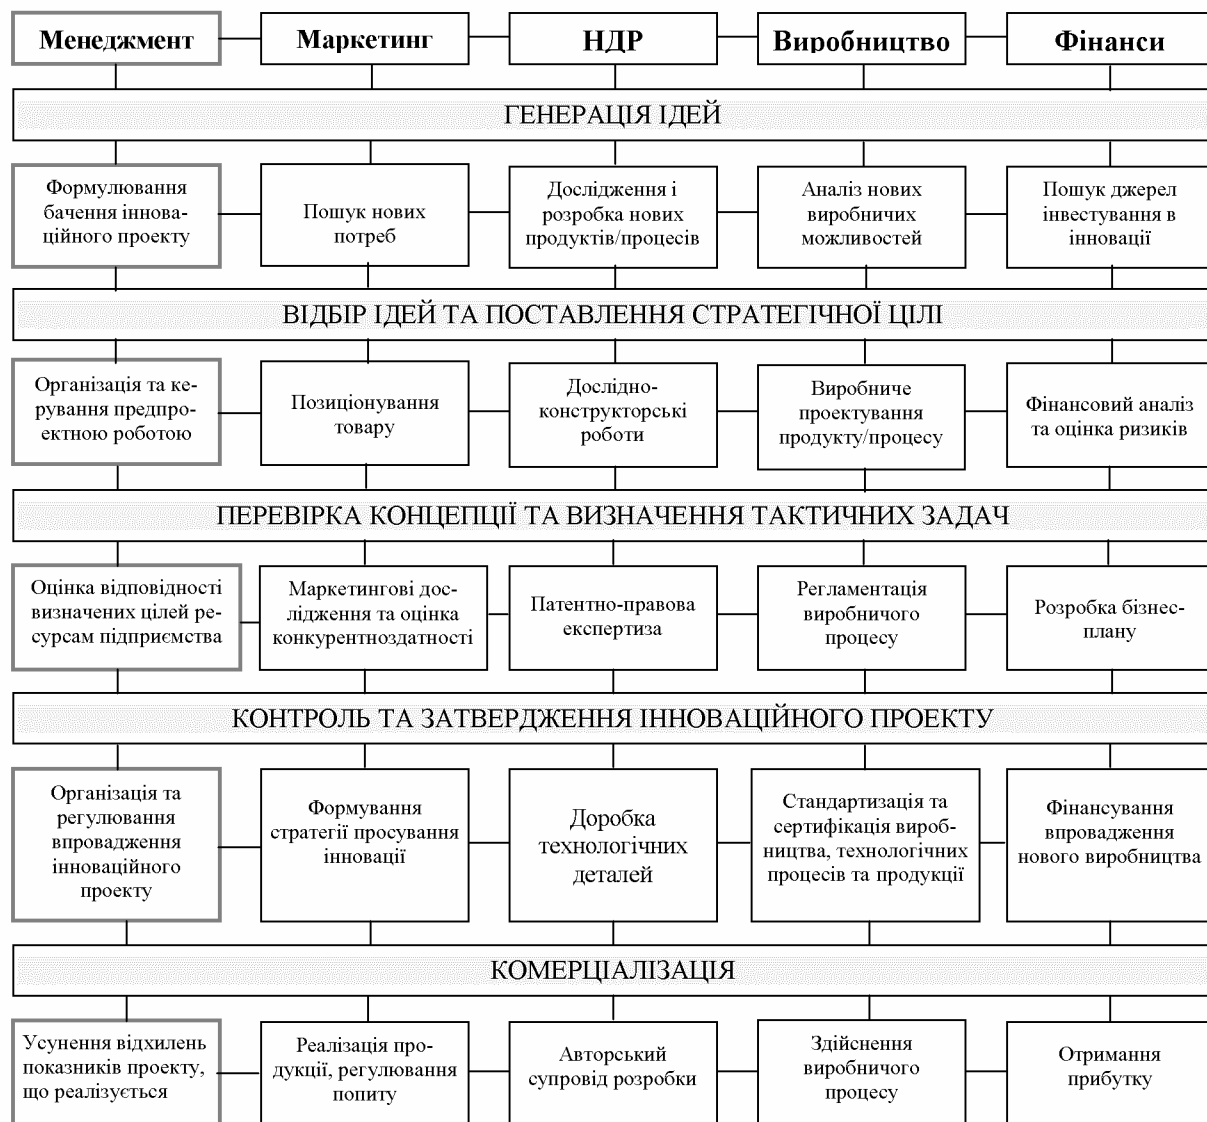 Менеджмент
Маркетинг
НДР
Виробництво
Фінанси
ГЕНЕРАЦІЯ ІДЕЙ
Формулювання
бачення іннова-
ційного проекту
Пошук нових
потреб
Дослідження і
розробка нових
продуктів/процесів
Аналіз нових
виробничих
можливостей
Пошук джерел
інвестування в
інновації
ВІДБІР ІДЕЙ ТА ПОСТАВЛЕННЯ СТРАТЕГІЧНОЇ ЦІЛІ
Організація та ке-
рування предпро-
ектною роботою
Позиціонування
товару
Дослідно-
конструкторські
роботи
Виробниче
проектування
продукту/процесу
Фінансовий аналіз
та оцінка ризиків
ПЕРЕВІРКА КОНЦЕПЦІЇ ТА ВИЗНАЧЕННЯ ТАКТИЧНИХ ЗАДАЧ
Оцінка відповідності
визначених цілей ре-
сурсам підприємства
Маркетингові дос-
лідження та оцінка
конкурентноздатності
Патентно-правова
експертиза
Регламентація
виробничого
процесу
Розробка бізнес-
плану
КОНТРОЛЬ ТА ЗАТВЕРДЖЕННЯ ІННОВАЦІЙНОГО ПРОЕКТУ
Організація та
регулювання
впровадження
інноваційного
проекту
Формування
стратегії просування
інновації
Доробка
технологічних
деталей
Стандартизація та
сертифікація вироб-
ництва, технологічних
процесів та продукції
Фінансування
впровадження
нового виробництва
КОМЕРЦІАЛІЗАЦІЯ
Усунення відхилень
показників проекту,
що реалізується
Реалізація про-
дукції, регулювання
попиту
Авторський
супровід розробки
Здійснення
виробничого
процесу
Отримання
прибутку